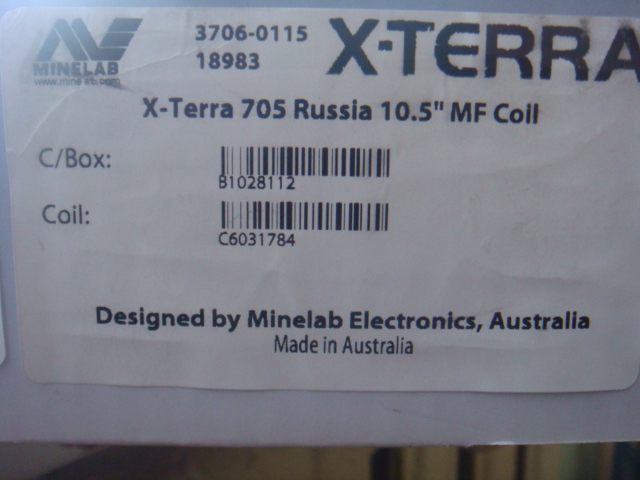 MINELAB
3706-0115
18983
X-TERRA
X-Terra 705 Russia 10.5" MF Coil
C/Box:
B1028112
Coil:
C6031784
Designed by Minelab Electronics, Australia
Made in Australia